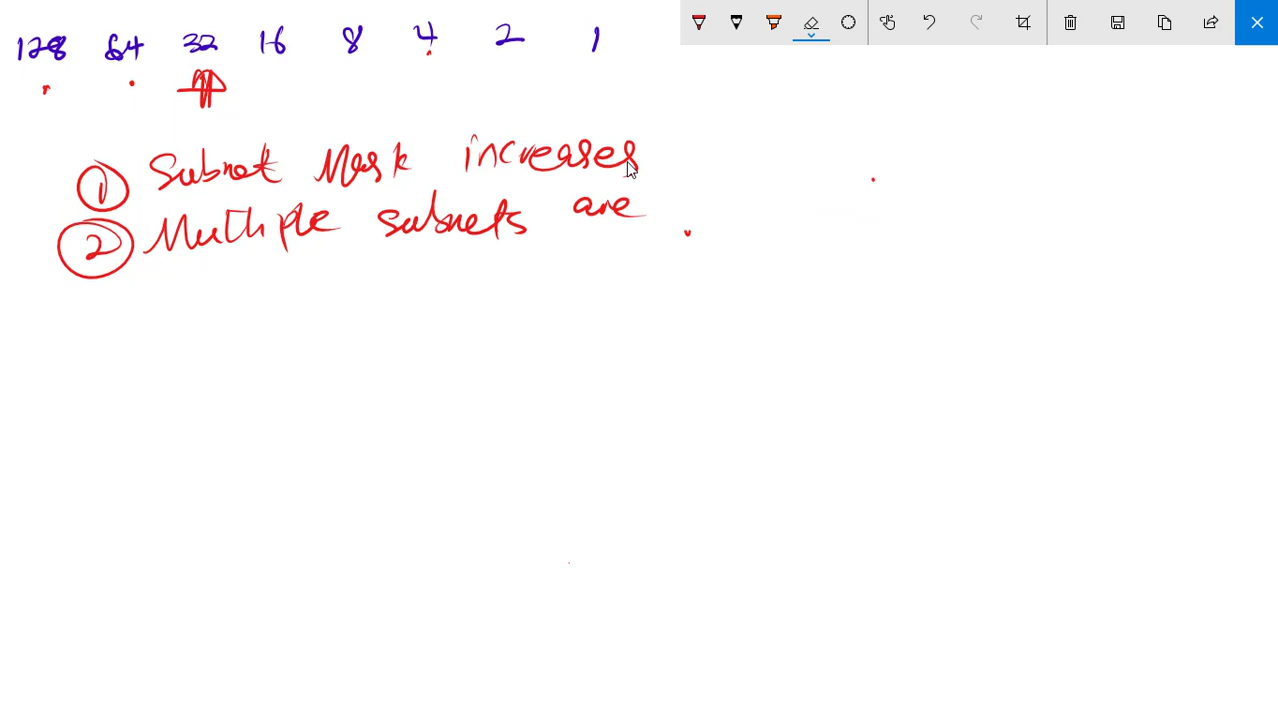 128 64 32 16 8 4 2 1
① Subnet Mask increases
② Multiple subnets are